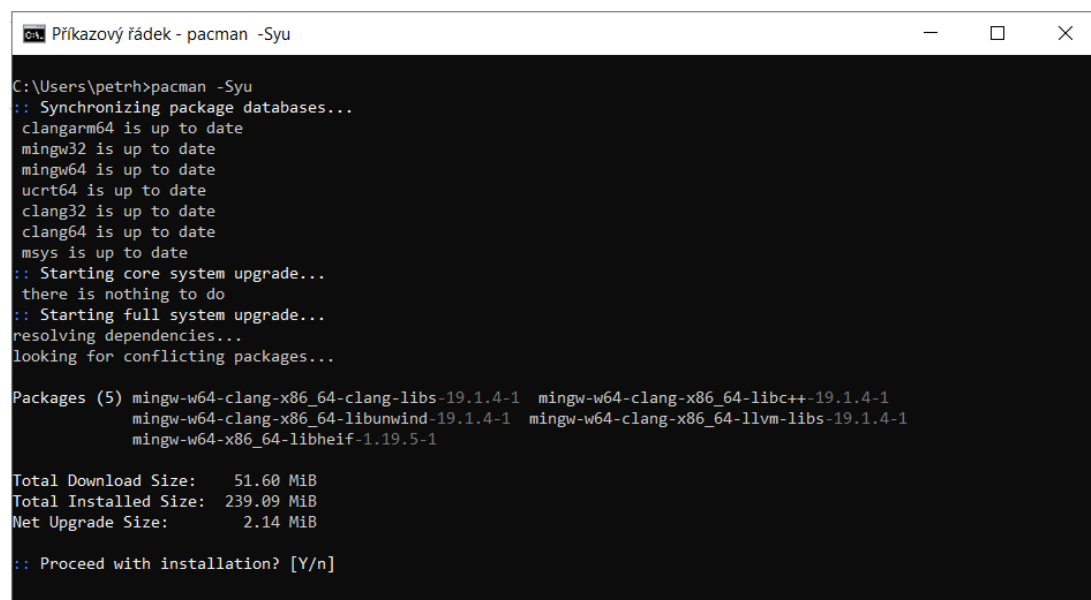 Příkazový řádek - pacman  -Syu
C:\Users\petrh>pacman -Syu
:: Synchronizing package databases...
 clangarm64 is up to date
 mingw32 is up to date
 mingw64 is up to date
 ucrt64 is up to date
 clang32 is up to date
 clang64 is up to date
 msys is up to date
:: Starting core system upgrade...
 there is nothing to do
:: Starting full system upgrade...
resolving dependencies...
looking for conflicting packages...
Packages (5) mingw-w64-clang-x86_64-clang-libs-19.1.4-1  mingw-w64-clang-x86_64-libc++-19.1.4-1
             mingw-w64-clang-x86_64-libunwind-19.1.4-1  mingw-w64-clang-x86_64-llvm-libs-19.1.4-1
             mingw-w64-x86_64-libheif-1.19.5-1
Total Download Size:    51.60 MiB
Total Installed Size:  239.09 MiB
Net Upgrade Size:        2.14 MiB
:: Proceed with installation? [Y/n]